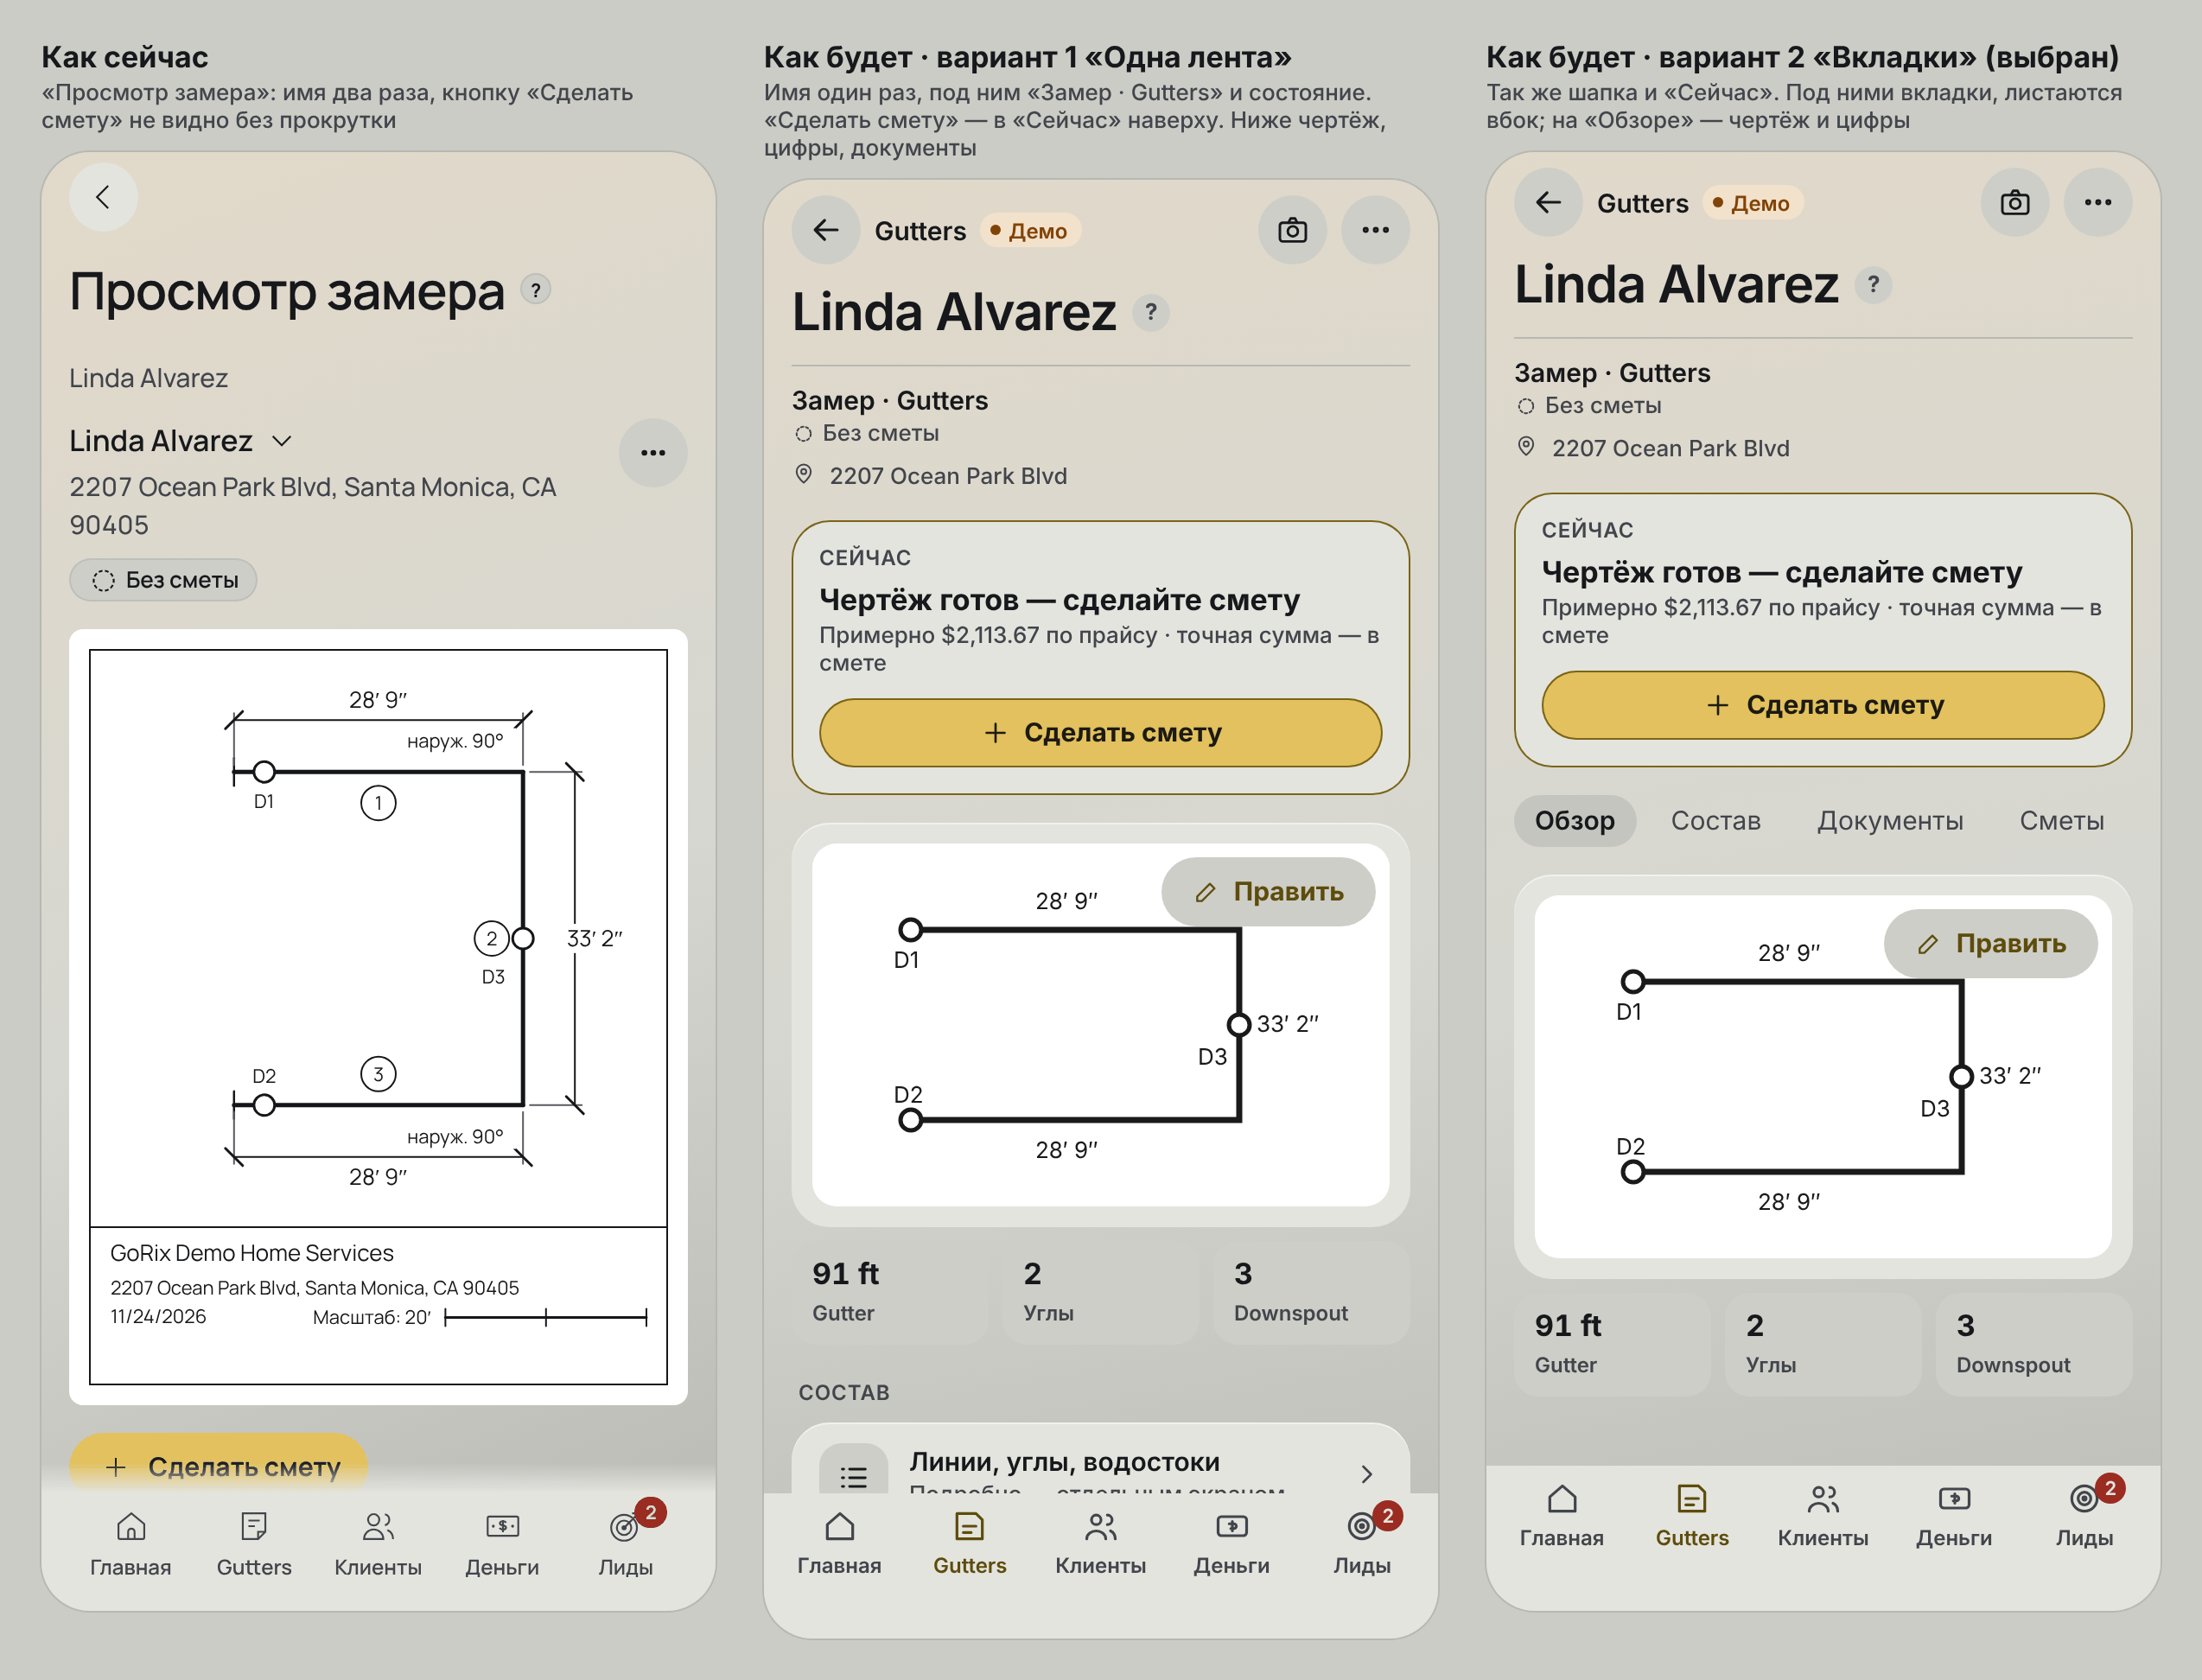 Как сейчас
«Просмотр замера»: имя два раза, кнопку «Сделать
смету» не видно без прокрутки
Просмотр замера ?
Linda Alvarez
Linda Alvarez
2207 Ocean Park Blvd, Santa Monica, CA
90405
Без сметы
28′ 9″
наруж. 90°
D1
1
2
33′ 2″
D3
D2
3
наруж. 90°
28′ 9″
GoRix Demo Home Services
2207 Ocean Park Blvd, Santa Monica, CA 90405
11/24/2026 Масштаб: 20′
+ Сделать смету
2
Главная Gutters Клиенты Деньги Лиды
Как будет · вариант 1 «Одна лента»
Имя один раз, под ним «Замер · Gutters» и состояние.
«Сделать смету» — в «Сейчас» наверху. Ниже чертёж,
цифры, документы
Gutters Демо
Linda Alvarez ?
Замер · Gutters
Без сметы
2207 Ocean Park Blvd
СЕЙЧАС
Чертёж готов — сделайте смету
Примерно $2,113.67 по прайсу · точная сумма — в
смете
+ Сделать смету
Править
28′ 9″
D1
33′ 2″
D3
D2
28′ 9″
91 ft 2 3
Gutter Углы Downspout
СОСТАВ
Линии, углы, водостоки
Подробно — отдельным экраном
2
Главная Gutters Клиенты Деньги Лиды
Как будет · вариант 2 «Вкладки» (выбран)
Так же шапка и «Сейчас». Под ними вкладки, листаются
вбок; на «Обзоре» — чертёж и цифры
Gutters Демо
Linda Alvarez ?
Замер · Gutters
Без сметы
2207 Ocean Park Blvd
СЕЙЧАС
Чертёж готов — сделайте смету
Примерно $2,113.67 по прайсу · точная сумма — в
смете
+ Сделать смету
Обзор Состав Документы Сметы
Править
28′ 9″
D1
33′ 2″
D3
D2
28′ 9″
91 ft 2 3
Gutter Углы Downspout
2
Главная Gutters Клиенты Деньги Лиды